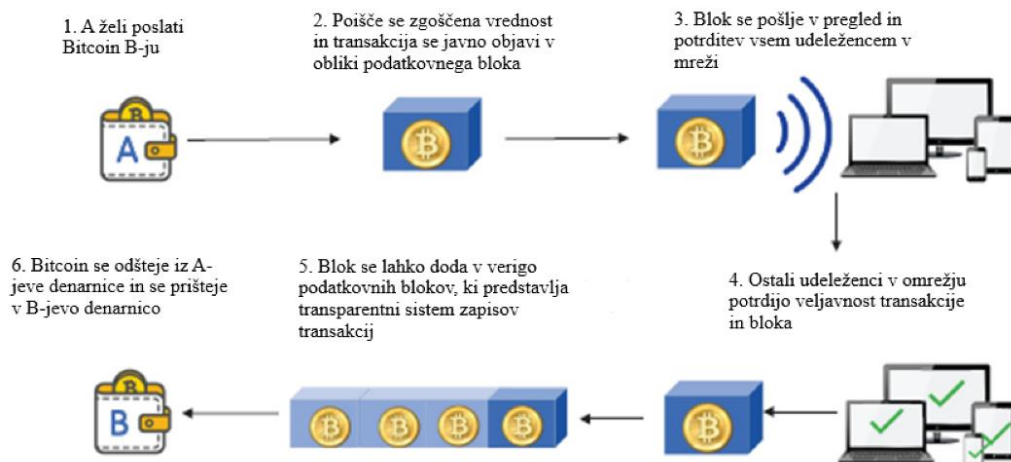 1. A želi poslati
Bitcoin B-ju
2. Poišče se zgoščena vrednost
in transakcija se javno objavi v
obliki podatkovnega bloka
3. Blok se pošlje v pregled in
potrditev vsem udeležencem v
mreži
A
4. Ostali udeleženci v omrežju
potrdijo veljavnost transakcije
in bloka
5. Blok se lahko doda v verigo
podatkovnih blokov, ki predstavlja
transparentni sistem zapisov
transakcij
6. Bitcoin se odšteje iz A-
jeve denarnice in se prišteje
v B-jevo denarnico
B